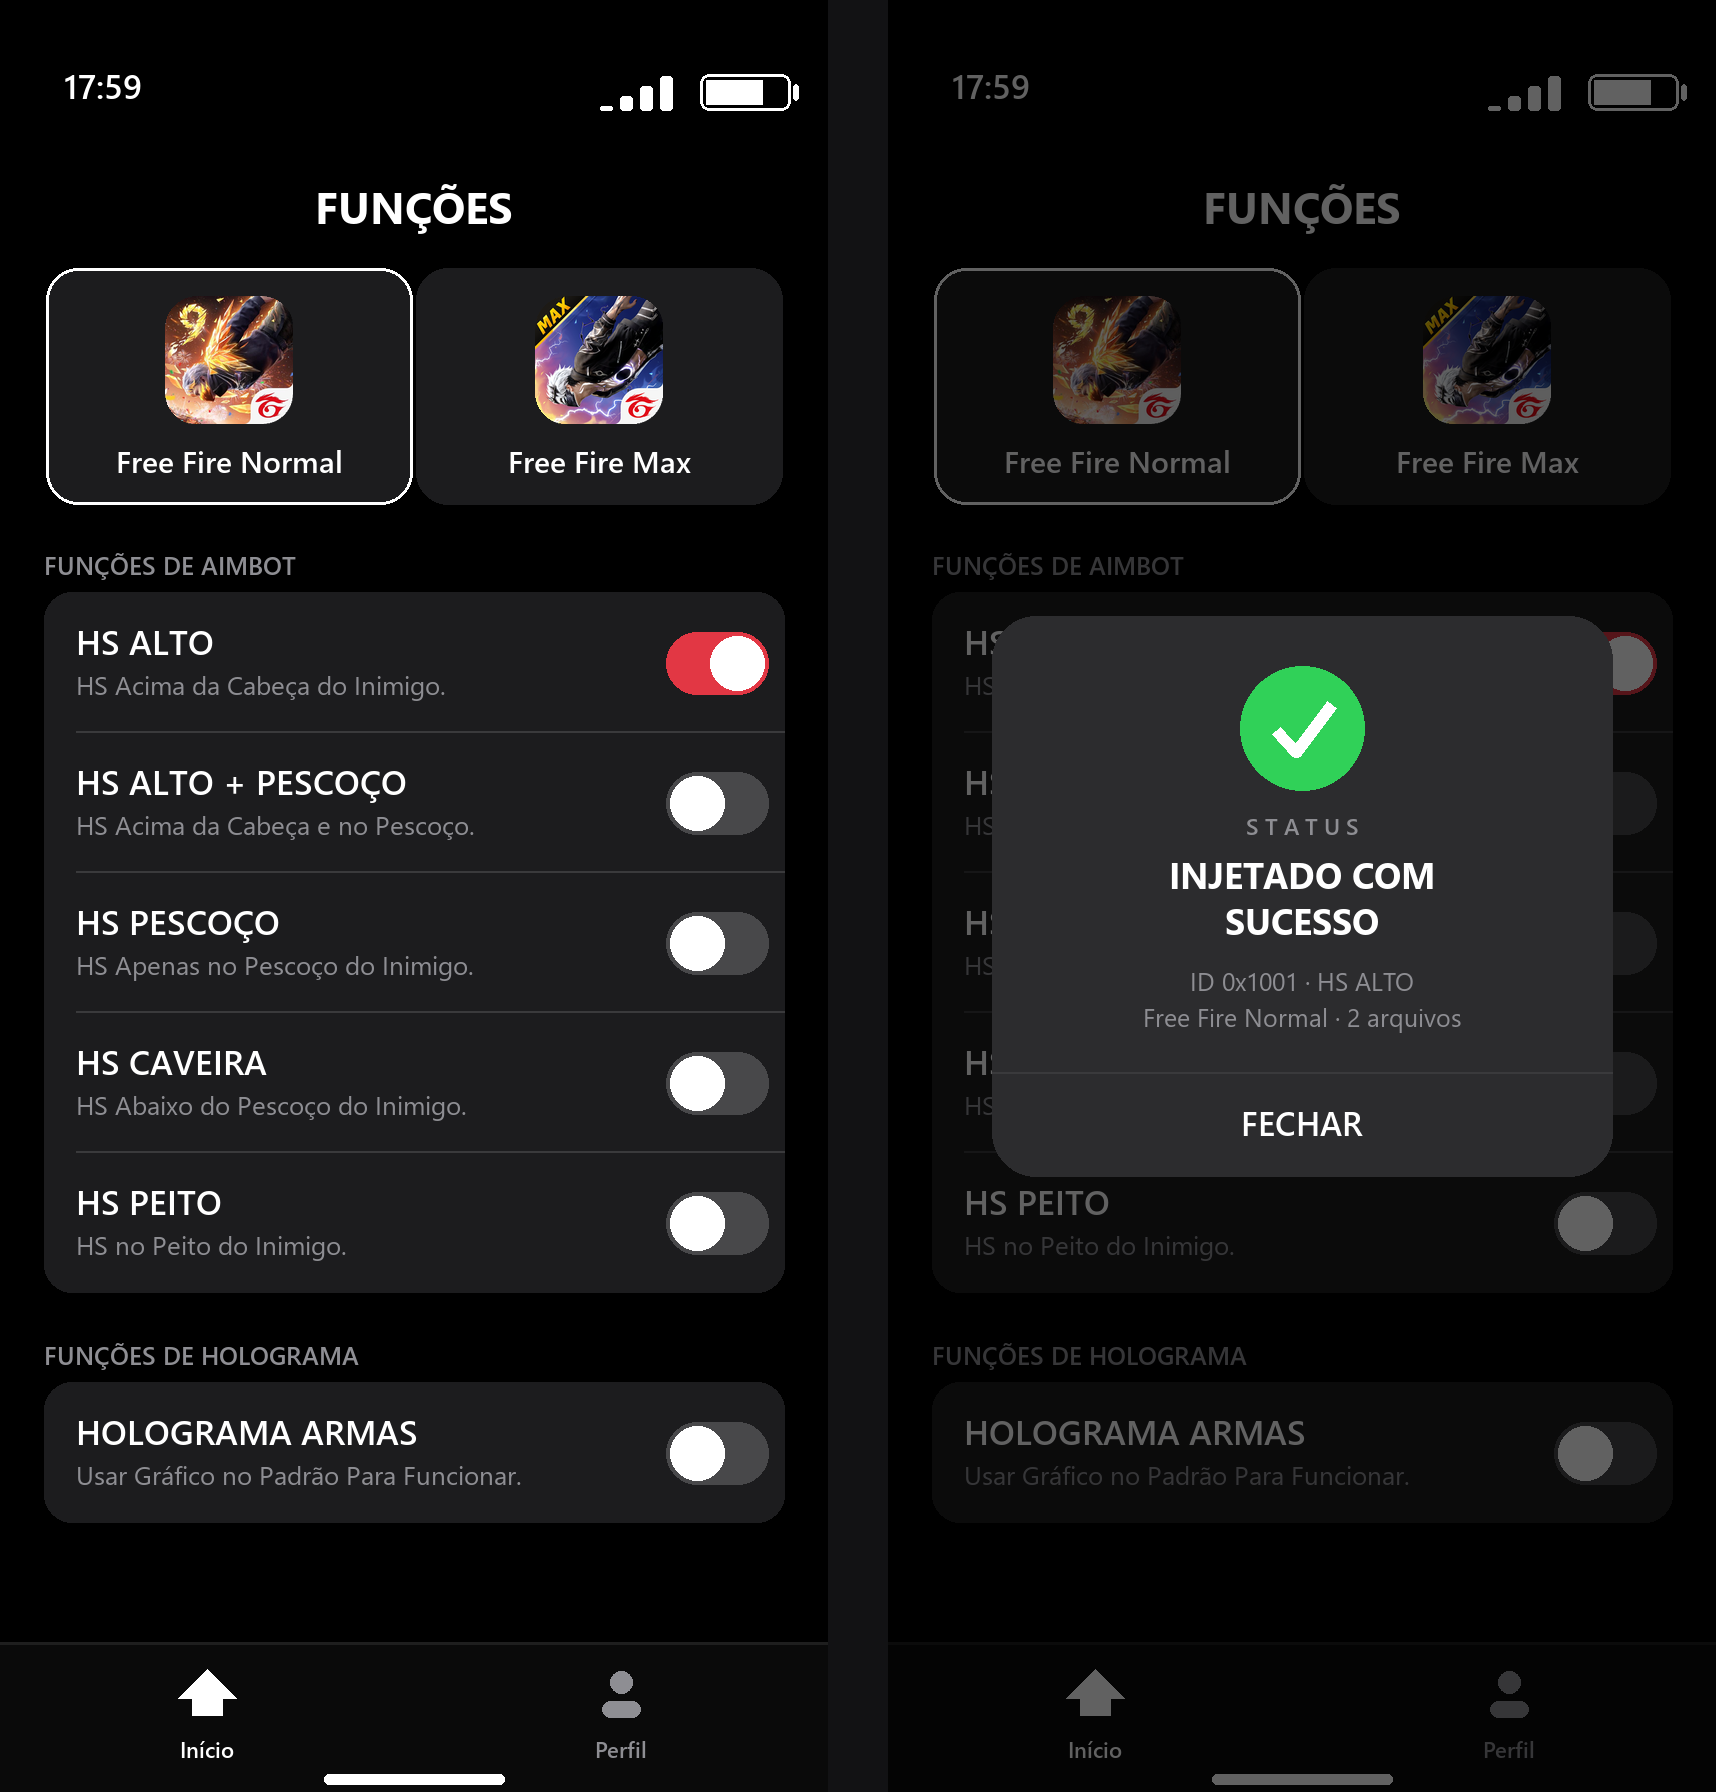 17:59
FUNÇÕES
9
MAX
Free Fire Normal
Free Fire Max
FUNÇÕES DE AIMBOT
HS ALTO
HS Acima da Cabeça do Inimigo.
HS ALTO + PESCOÇO
HS Acima da Cabeça e no Pescoço.
HS PESCOÇO
HS Apenas no Pescoço do Inimigo.
HS CAVEIRA
HS Abaixo do Pescoço do Inimigo.
HS PEITO
HS no Peito do Inimigo.
FUNÇÕES DE HOLOGRAMA
HOLOGRAMA ARMAS
Usar Gráfico no Padrão Para Funcionar.
Início
Perfil
17:59
FUNÇÕES
9
MAX
Free Fire Normal
Free Fire Max
FUNÇÕES DE AIMBOT
STATUS
INJETADO COM
SUCESSO
ID 0x1001 · HS ALTO
Free Fire Normal · 2 arquivos
FECHAR
HS PEITO
HS no Peito do Inimigo.
FUNÇÕES DE HOLOGRAMA
HOLOGRAMA ARMAS
Usar Gráfico no Padrão Para Funcionar.
Início
Perfil